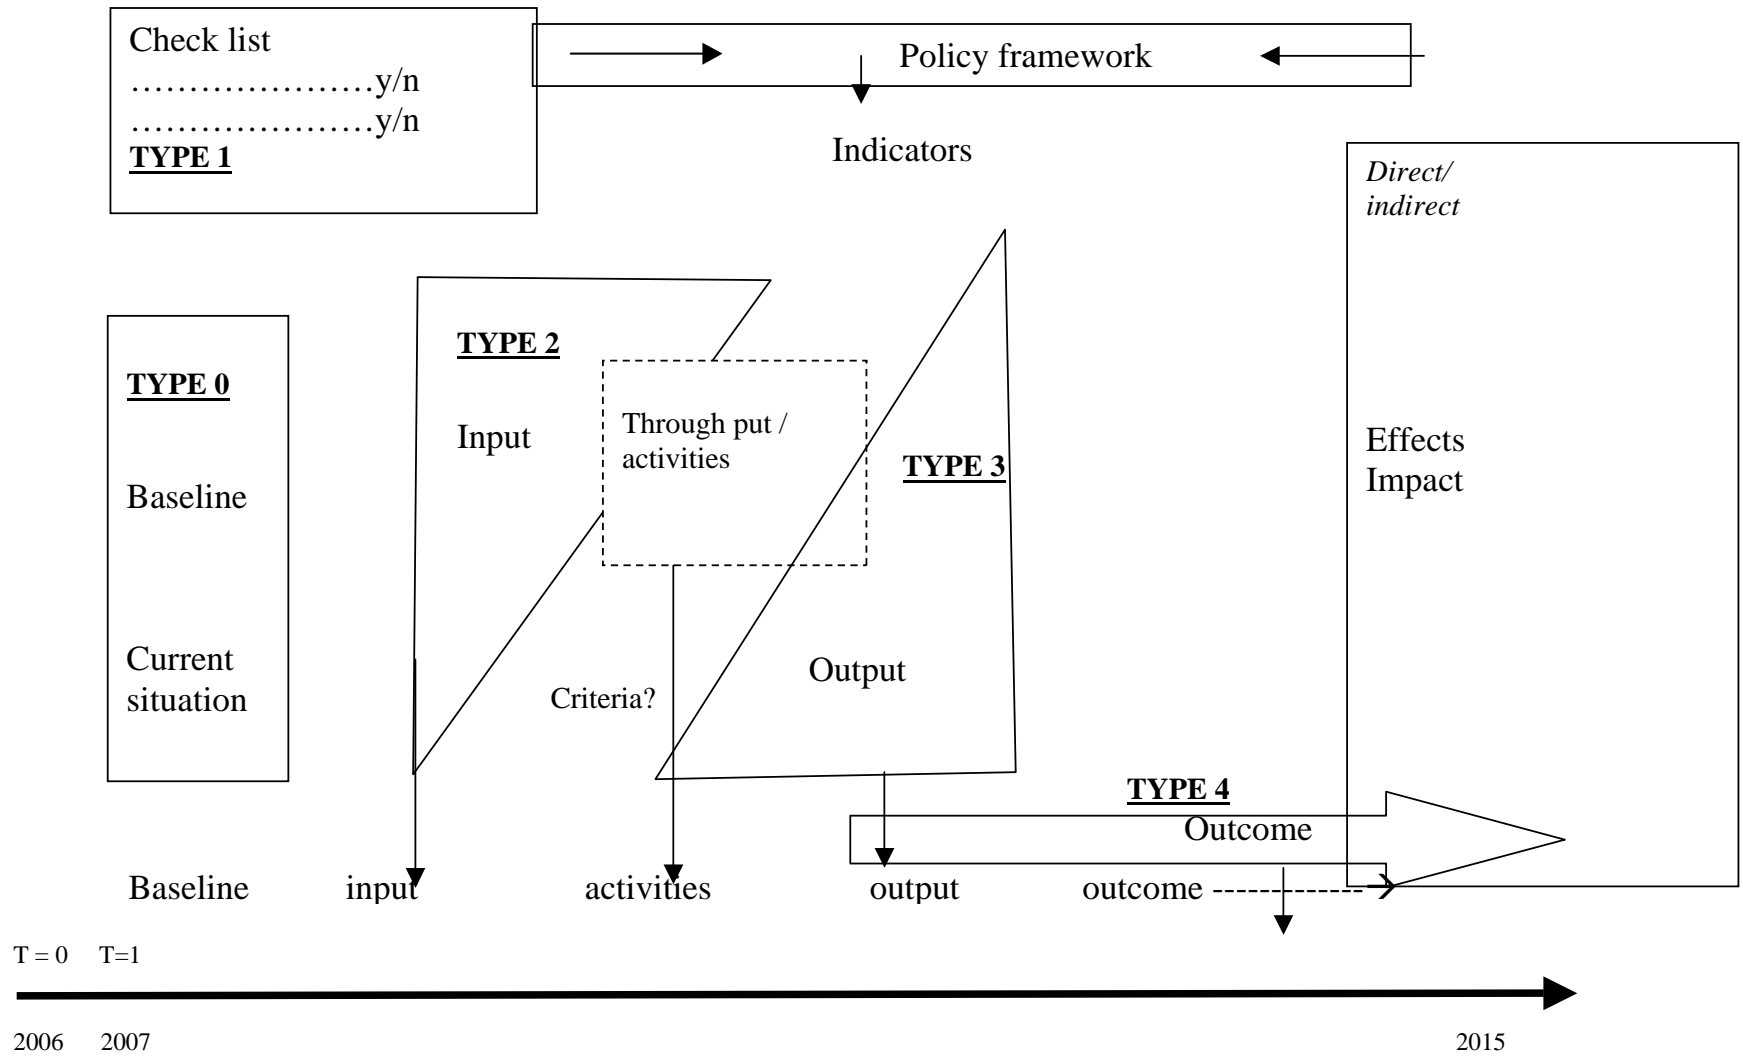 Check list
…………………y/n
…………………y/n
TYPE 1
Policy framework
Indicators
Direct/
indirect
TYPE 0
Baseline
Current
situation
TYPE 2
Input
Through put /
activities
TYPE 3
Output
Criteria?
Effects
Impact
TYPE 4
Outcome
Baseline input activities output outcome
T = 0 T=1
2006 2007 2015